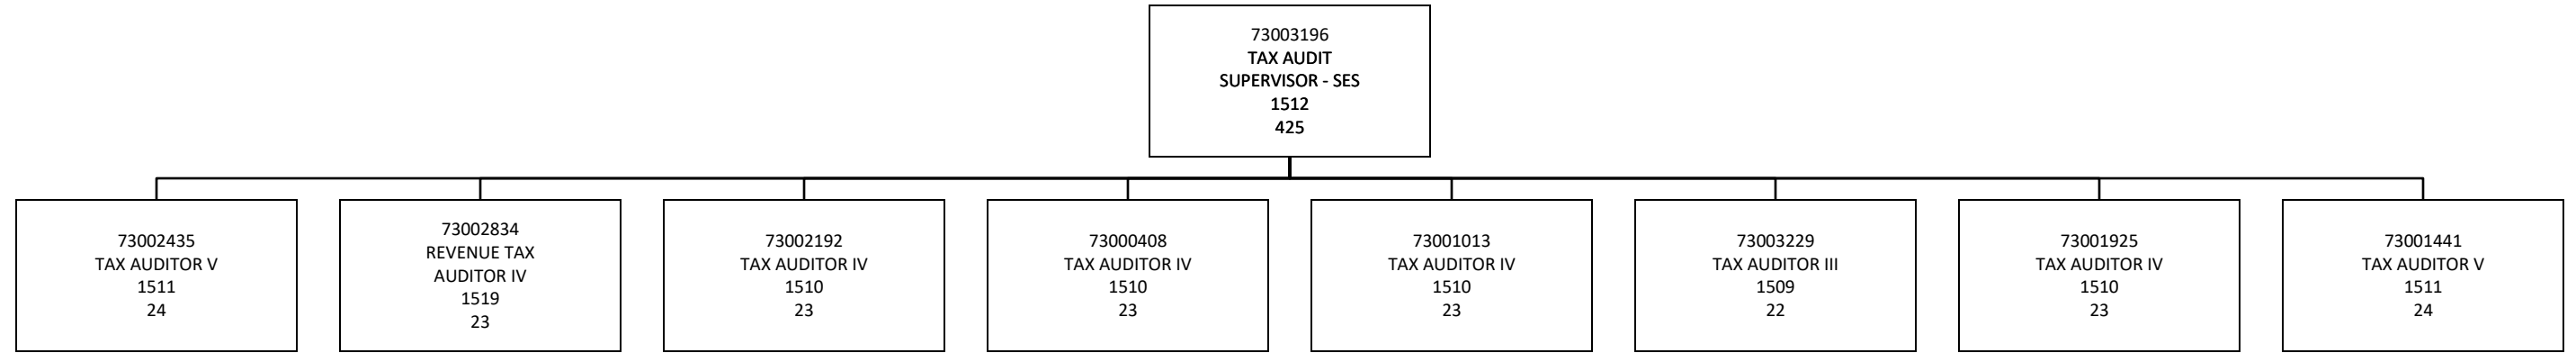 73003196
TAX AUDIT
SUPERVISOR - SES
1512
425
73002435
TAX AUDITOR V
1511
24
73002834
REVENUE TAX
AUDITOR IV
1519
23
73002192
TAX AUDITOR IV
1510
23
73000408
TAX AUDITOR IV
1510
23
73001013
TAX AUDITOR IV
1510
23
73003229
TAX AUDITOR III
1509
22
73001925
TAX AUDITOR IV
1510
23
73001441
TAX AUDITOR V
1511
24